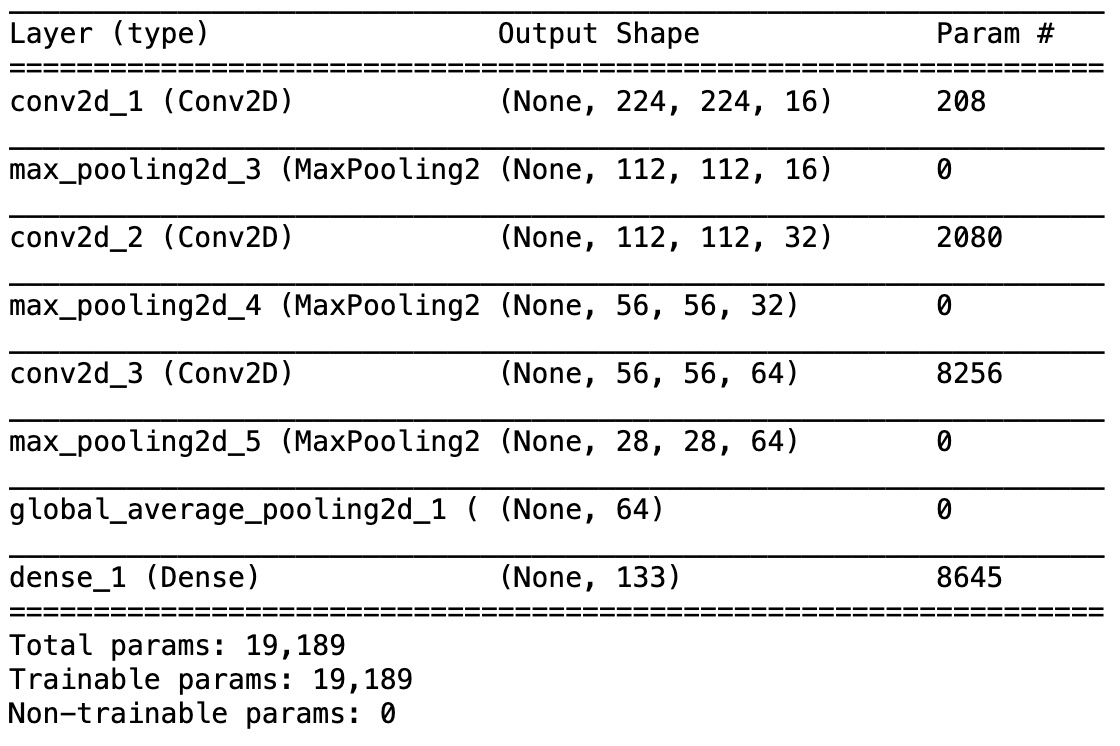 Layer (type) Output Shape Param #
=================================================================
conv2d_1 (Conv2D) (None, 224, 224, 16) 208
max_pooling2d_3 (MaxPooling2 (None, 112, 112, 16) 0
conv2d_2 (Conv2D) (None, 112, 112, 32) 2080
max_pooling2d_4 (MaxPooling2 (None, 56, 56, 32) 0
conv2d_3 (Conv2D) (None, 56, 56, 64) 8256
max_pooling2d_5 (MaxPooling2 (None, 28, 28, 64) 0
global_average_pooling2d_1 ( (None, 64) 0
dense_1 (Dense) (None, 133) 8645
=================================================================
Total params: 19,189
Trainable params: 19,189
Non-trainable params: 0